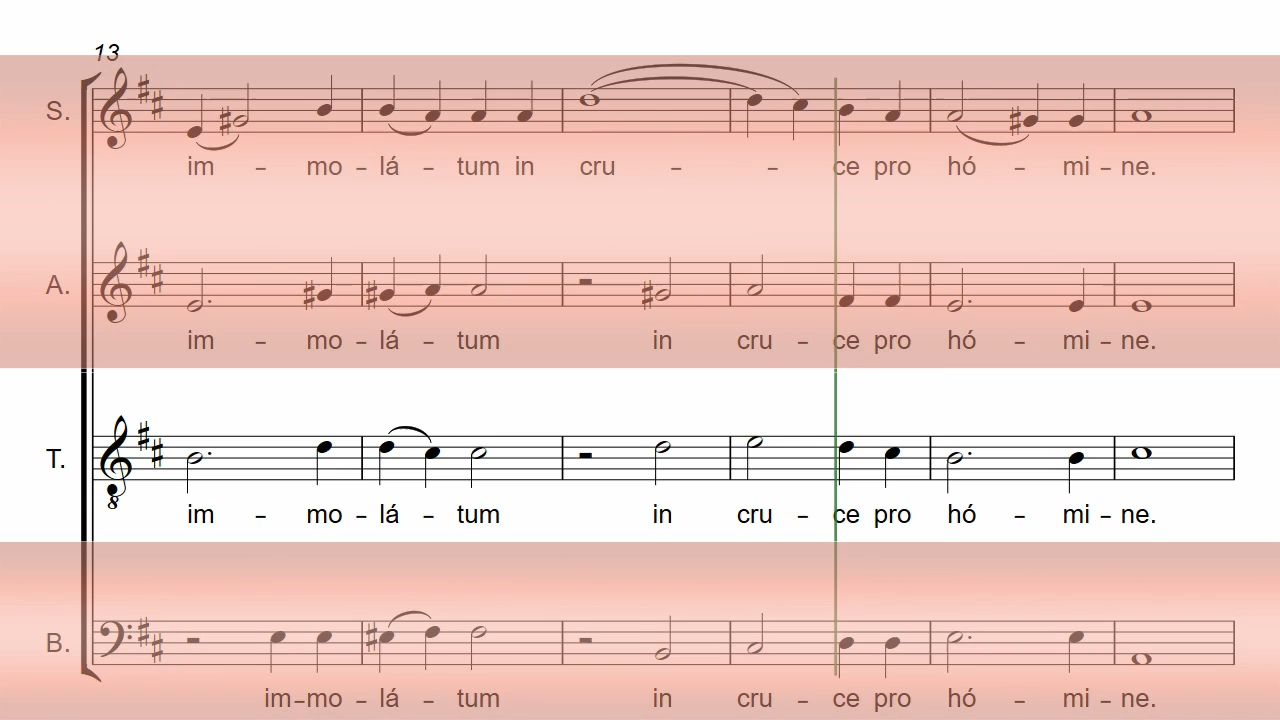 13
S.
im – mo – lá – tum in cru – – ce pro hó – mi – ne.
A.
im – mo – lá – tum in cru – ce pro hó – mi – ne.
T.
8
im – mo – lá – tum in cru – ce pro hó – mi – ne.
B.
im–mo – lá – tum in cru – ce pro hó – mi – ne.